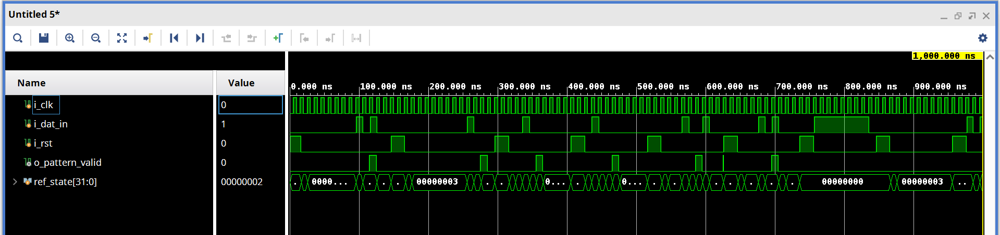 Untitled 5*
1,000.000 ns
Name Value
0.000 ns 100.000 ns 200.000 ns 300.000 ns 400.000 ns 500.000 ns 600.000 ns 700.000 ns 800.000 ns 900.000 ns
i_clk 0
i_dat_in 1
i_rst 0
o_pattern_valid 0
ref_state[31:0] 00000002 . 0000... . . . 00000003 . . 0... . 0... . . . . . . . 00000000 00000003 ..